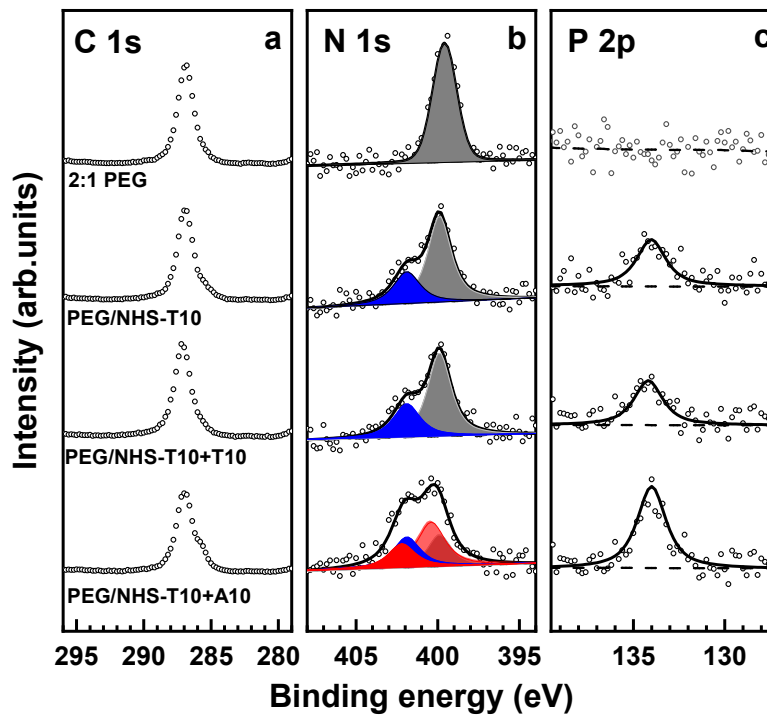 C 1s
a
N 1s
b
P 2p
c
2:1 PEG
PEG/NHS-T10
PEG/NHS-T10+T10
PEG/NHS-T10+A10
Intensity (arb.units)
295 290 285 280
405 400 395
134 130
Binding energy (eV)